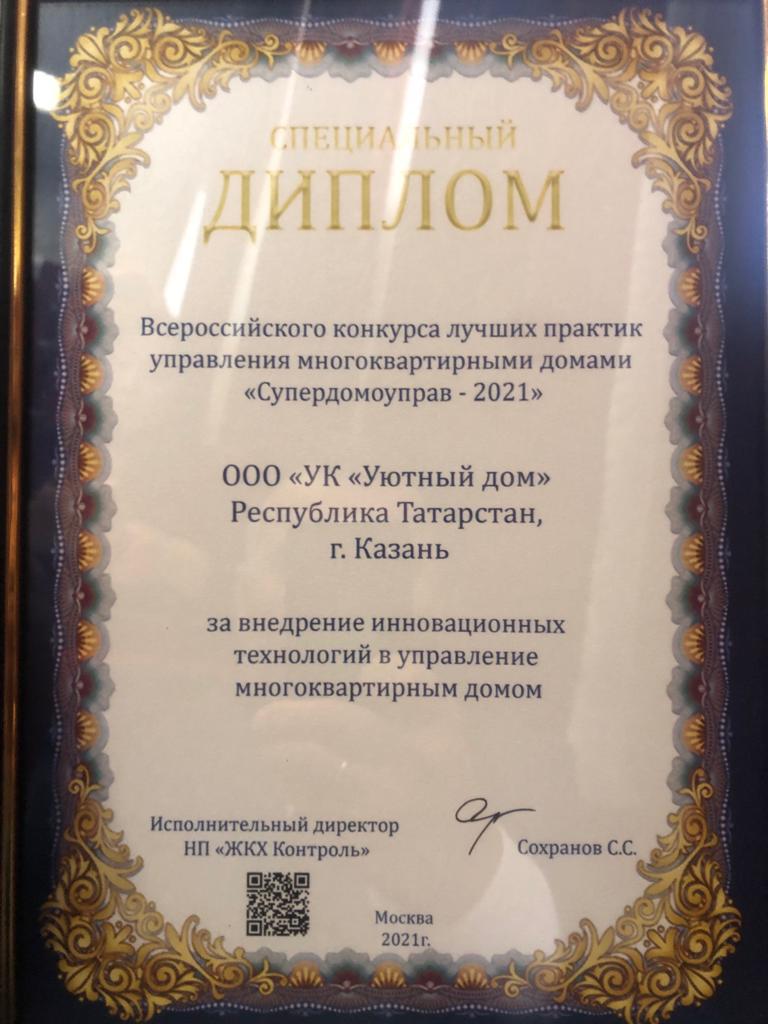 СПЕЦИАЛЬНЫЙ
ДИПЛОМ
Всероссийского конкурса лучших практик
управления многоквартирными домами
«Супердомоуправ - 2021»
ООО «УК «Уютный дом»
Республика Татарстан,
г. Казань
за внедрение инновационных
технологий в управление
многоквартирным домом
Исполнительный директор
НП «ЖКХ Контроль»
Сохранов С.С.
Москва
2021г.